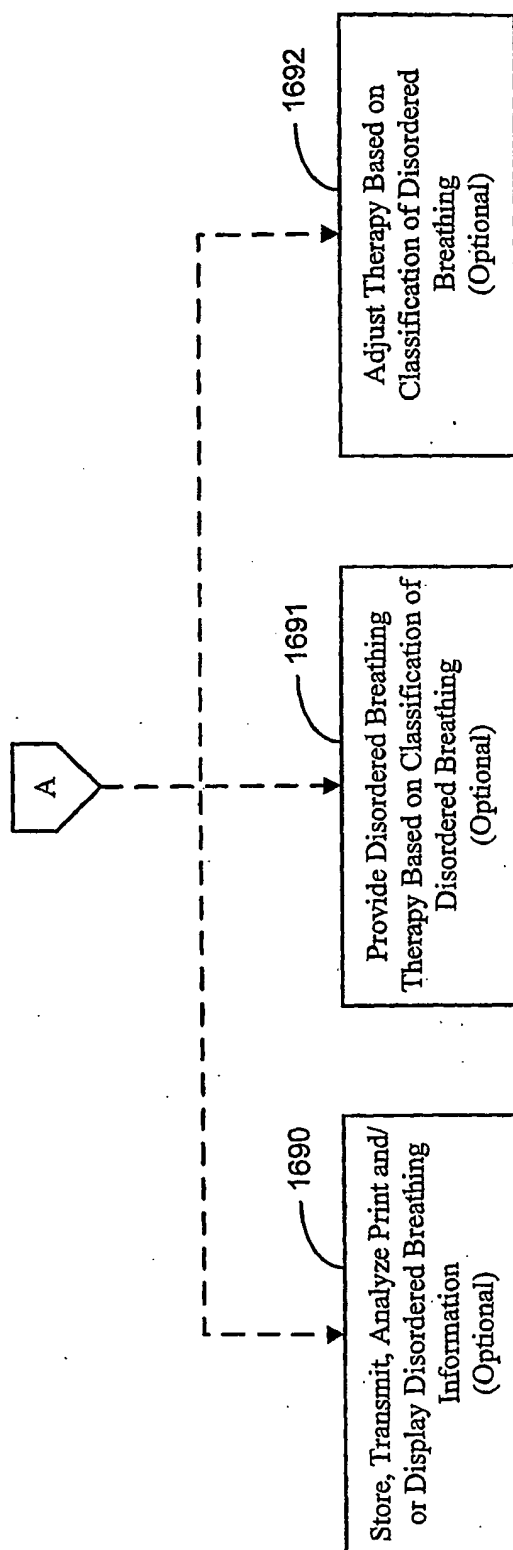 A
1690
Store, Transmit, Analyze Print and/
or Display Disordered Breathing
Information
(Optional)
1691
Provide Disordered Breathing
Therapy Based on Classification of
Disordered Breathing
(Optional)
1692
Adjust Therapy Based on
Classification of Disordered
Breathing
(Optional)